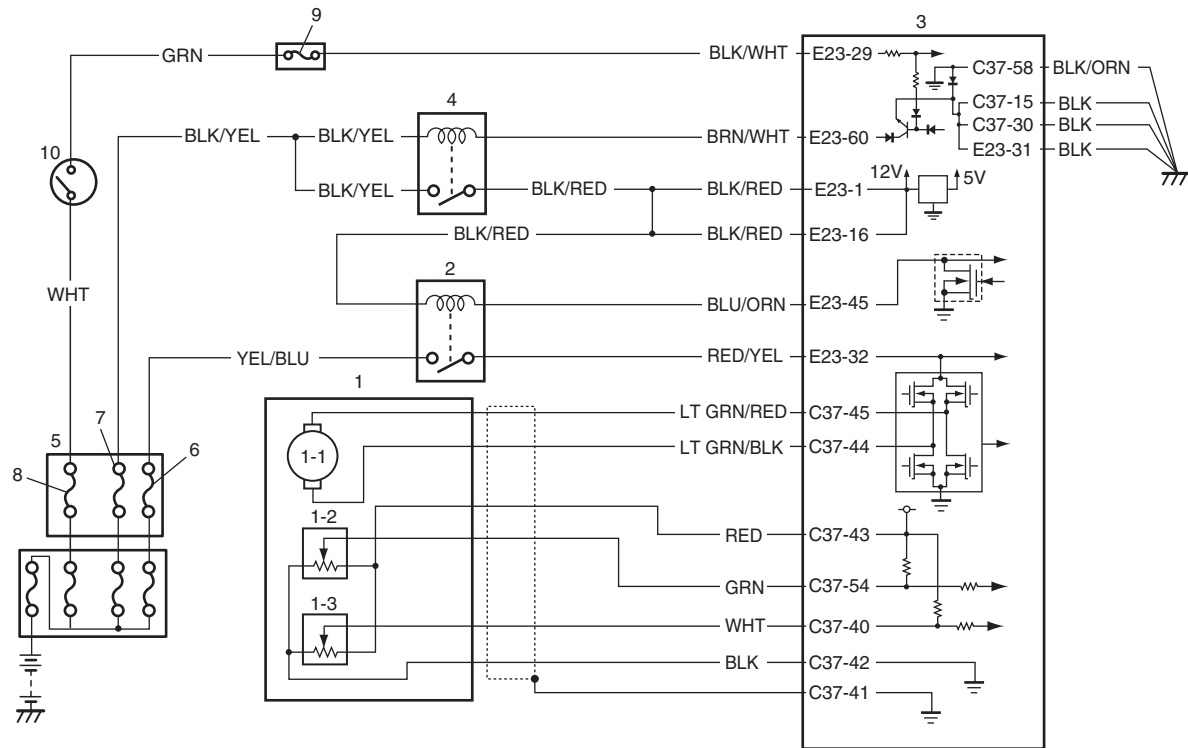 9
3
GRN
BLK/WHT
E23-29
C37-58
BLK/ORN
4
C37-15
BLK
BLK/YEL
BLK/YEL
BRN/WHT
E23-60
C37-30
BLK
10
E23-31
BLK
12V
5V
BLK/YEL
BLK/RED
BLK/RED
E23-1
BLK/RED
BLK/RED
E23-16
2
WHT
BLU/ORN
E23-45
YEL/BLU
RED/YEL
E23-32
1
LT GRN/RED
C37-45
7
5
6
1-1
LT GRN/BLK
C37-44
8
1-2
RED
C37-43
GRN
C37-54
1-3
WHT
C37-40
BLK
C37-42
C37-41